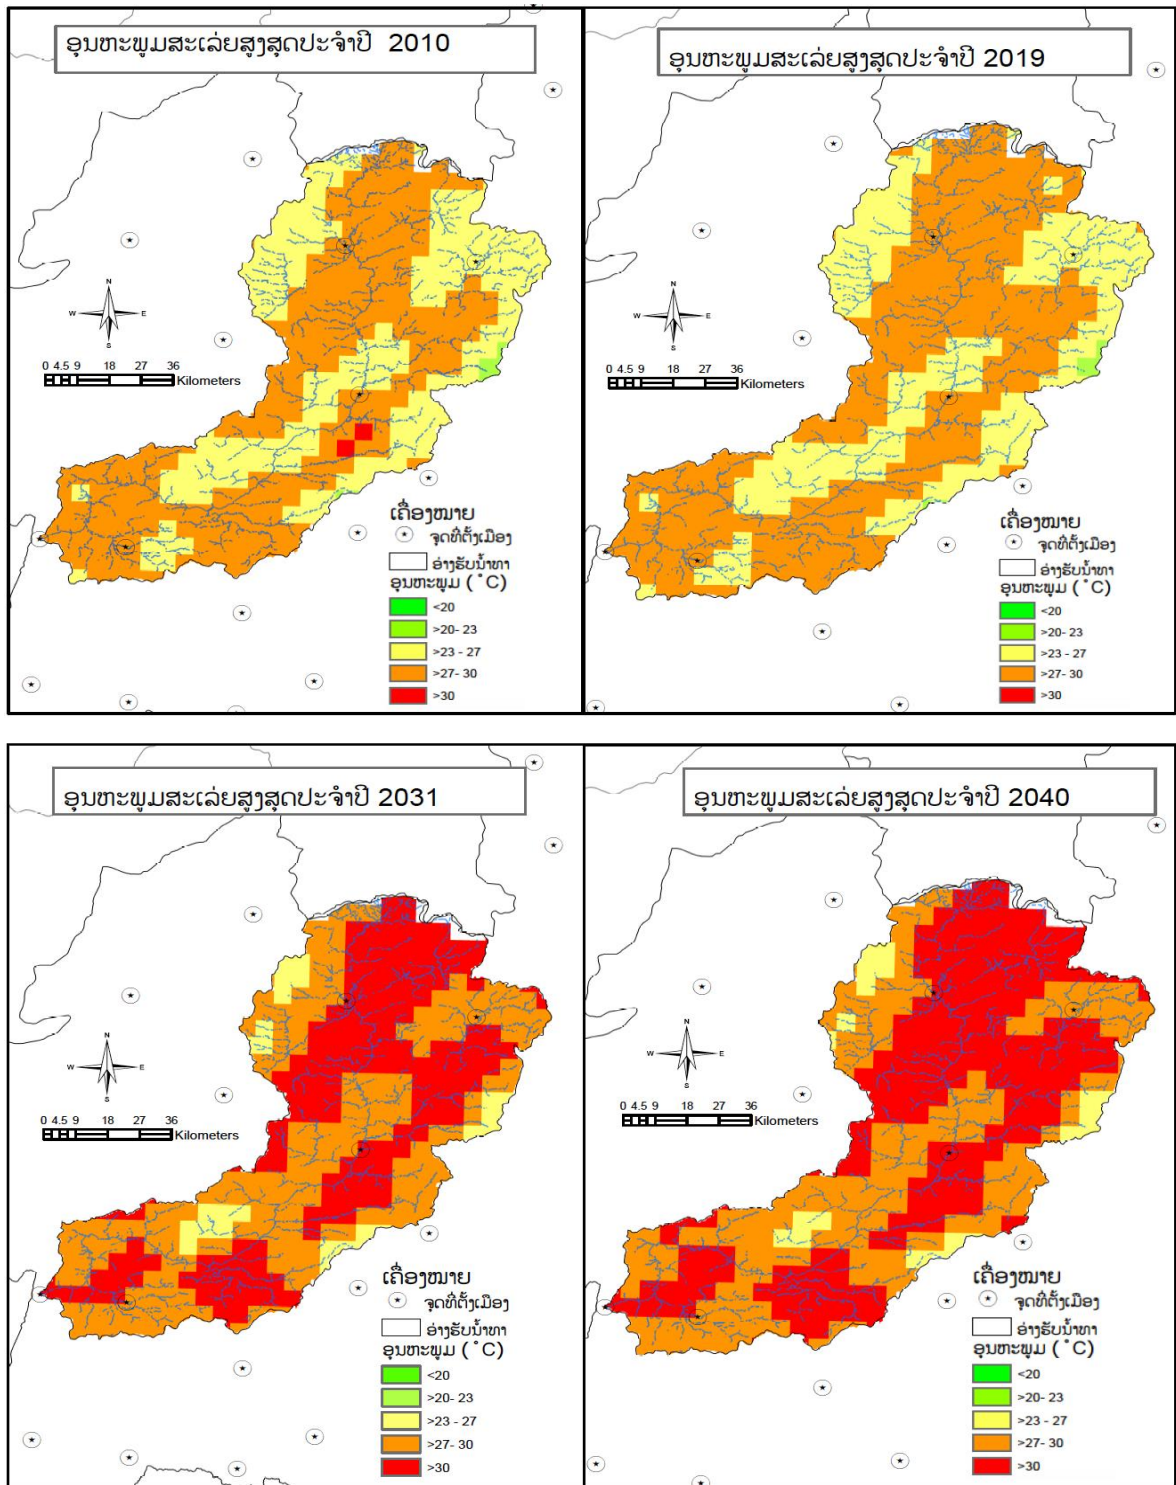 ອຸນຫະພູມສະເລ່ຍສູງສຸດປະຈຳປີ 2010
N
W E
S
0 4.5 9 18 27 36
Kilometers
ເຄື່ອງໝາຍ
ຈຸດທີ່ຕັ້ງເມືອງ
ອ່າງຮັບນ້ຳທາ
ອຸນຫະພູມ (˚C)
<20
>20- 23
>23 - 27
>27- 30
>30
ອຸນຫະພູມສະເລ່ຍສູງສຸດປະຈຳປີ 2019
N
W E
S
0 4.5 9 18 27 36
Kilometers
ເຄື່ອງໝາຍ
ຈຸດທີ່ຕັ້ງເມືອງ
ອ່າງຮັບນ້ຳທາ
ອຸນຫະພູມ (˚C)
<20
>20- 23
>23 - 27
>27- 30
>30
ອຸນຫະພູມສະເລ່ຍສູງສຸດປະຈຳປີ 2031
N
W E
S
0 4.5 9 18 27 36
Kilometers
ເຄື່ອງໝາຍ
ຈຸດທີ່ຕັ້ງເມືອງ
ອ່າງຮັບນ້ຳທາ
ອຸນຫະພູມ (˚C)
<20
>20- 23
>23 - 27
>27- 30
>30
ອຸນຫະພູມສະເລ່ຍສູງສຸດປະຈຳປີ 2040
N
W E
S
0 4.5 9 18 27 36
Kilometers
ເຄື່ອງໝາຍ
ຈຸດທີ່ຕັ້ງເມືອງ
ອ່າງຮັບນ້ຳທາ
ອຸນຫະພູມ (˚C)
<20
>20- 23
>23 - 27
>27- 30
>30